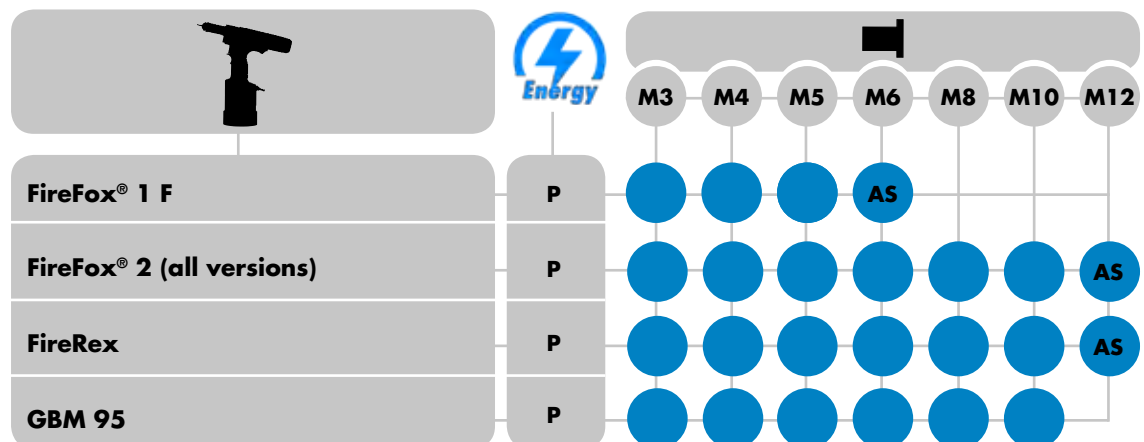 Energy
M3 M4 M5 M6 M8 M10 M12
FireFox® 1 F P AS
FireFox® 2 (all versions) P AS
FireRex P AS
GBM 95 P